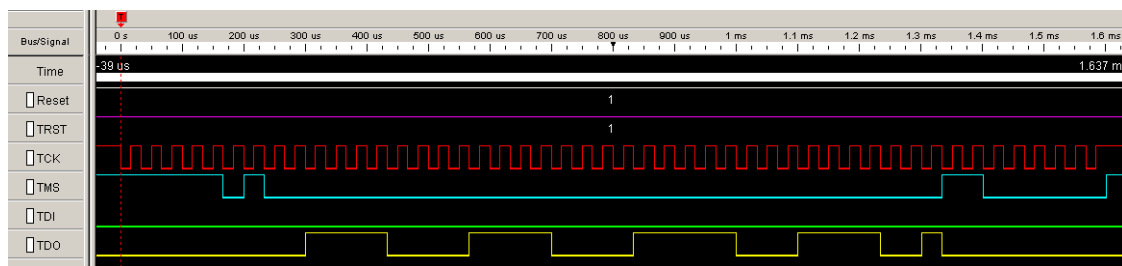 T
Bus/Signal 0 s 100 us 200 us 300 us 400 us 500 us 600 us 700 us 800 us 900 us 1 ms 1.1 ms 1.2 ms 1.3 ms 1.4 ms 1.5 ms 1.6 ms
Time -39 us 1.637 m
Reset 1
TRST 1
TCK
TMS
TDI
TDO